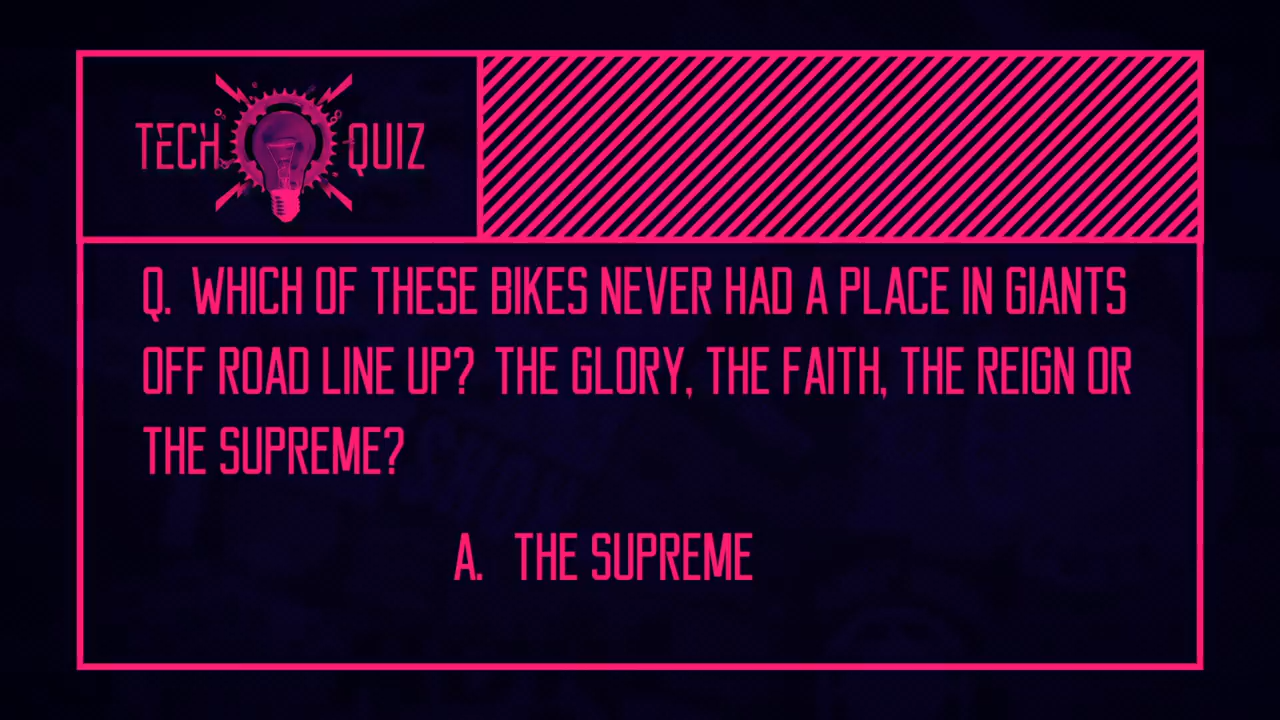 TECH QUIZ
Q. WHICH OF THESE BIKES NEVER HAD A PLACE IN GIANTS
OFF ROAD LINE UP? THE GLORY, THE FAITH, THE REIGN OR
THE SUPREME?
A. THE SUPREME